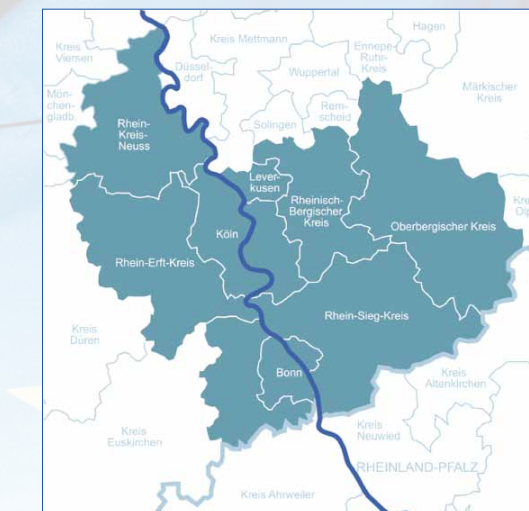 Hagen
Kreis
Viersen
Kreis Mettmann
Ennepe-
Ruhr-
Kreis
Düssel-
dorf
Wuppertal
Märkischer
Kreis
Mön-
chen-
gladb.
Rem-
scheid
Solingen
Rhein-
Kreis-
Neuss
Lever-
kusen
Rheinisch-
Bergischer
Kreis
Köln
Oberbergischer Kreis
Rhein-Erft-Kreis
Rhein-Sieg-Kreis
Kreis
Düren
Bonn
Kreis
Altenkirchen
Kreis
Euskirchen
Kreis
Neuwied
RHEINLAND-PFALZ
Kreis Ahrweiler